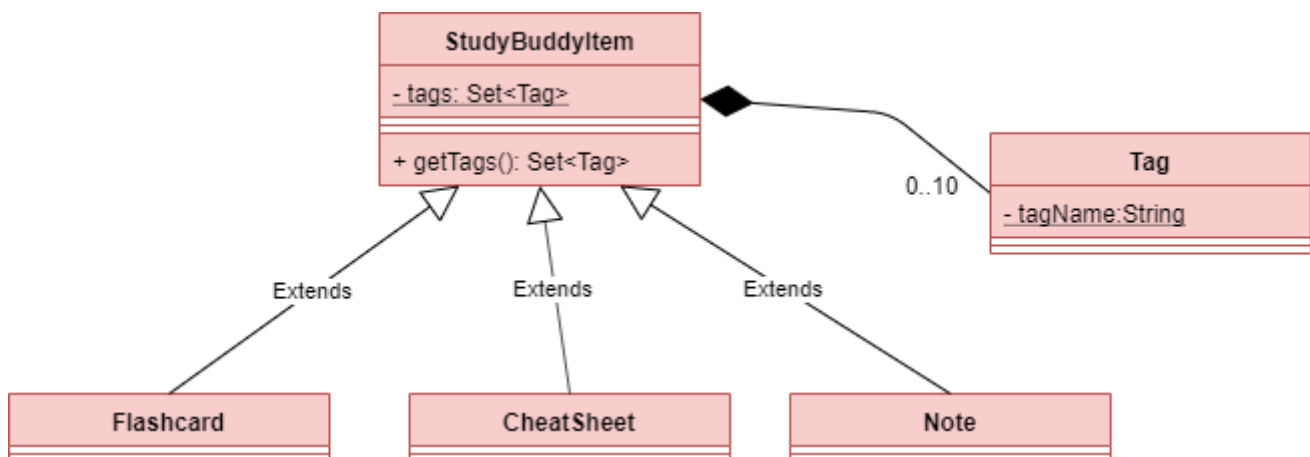 StudyBuddyItem
- tags: Set<Tag>
+ getTags(): Set<Tag>
0..10
Tag
- tagName:String
Extends
Extends
Extends
Flashcard
CheatSheet
Note